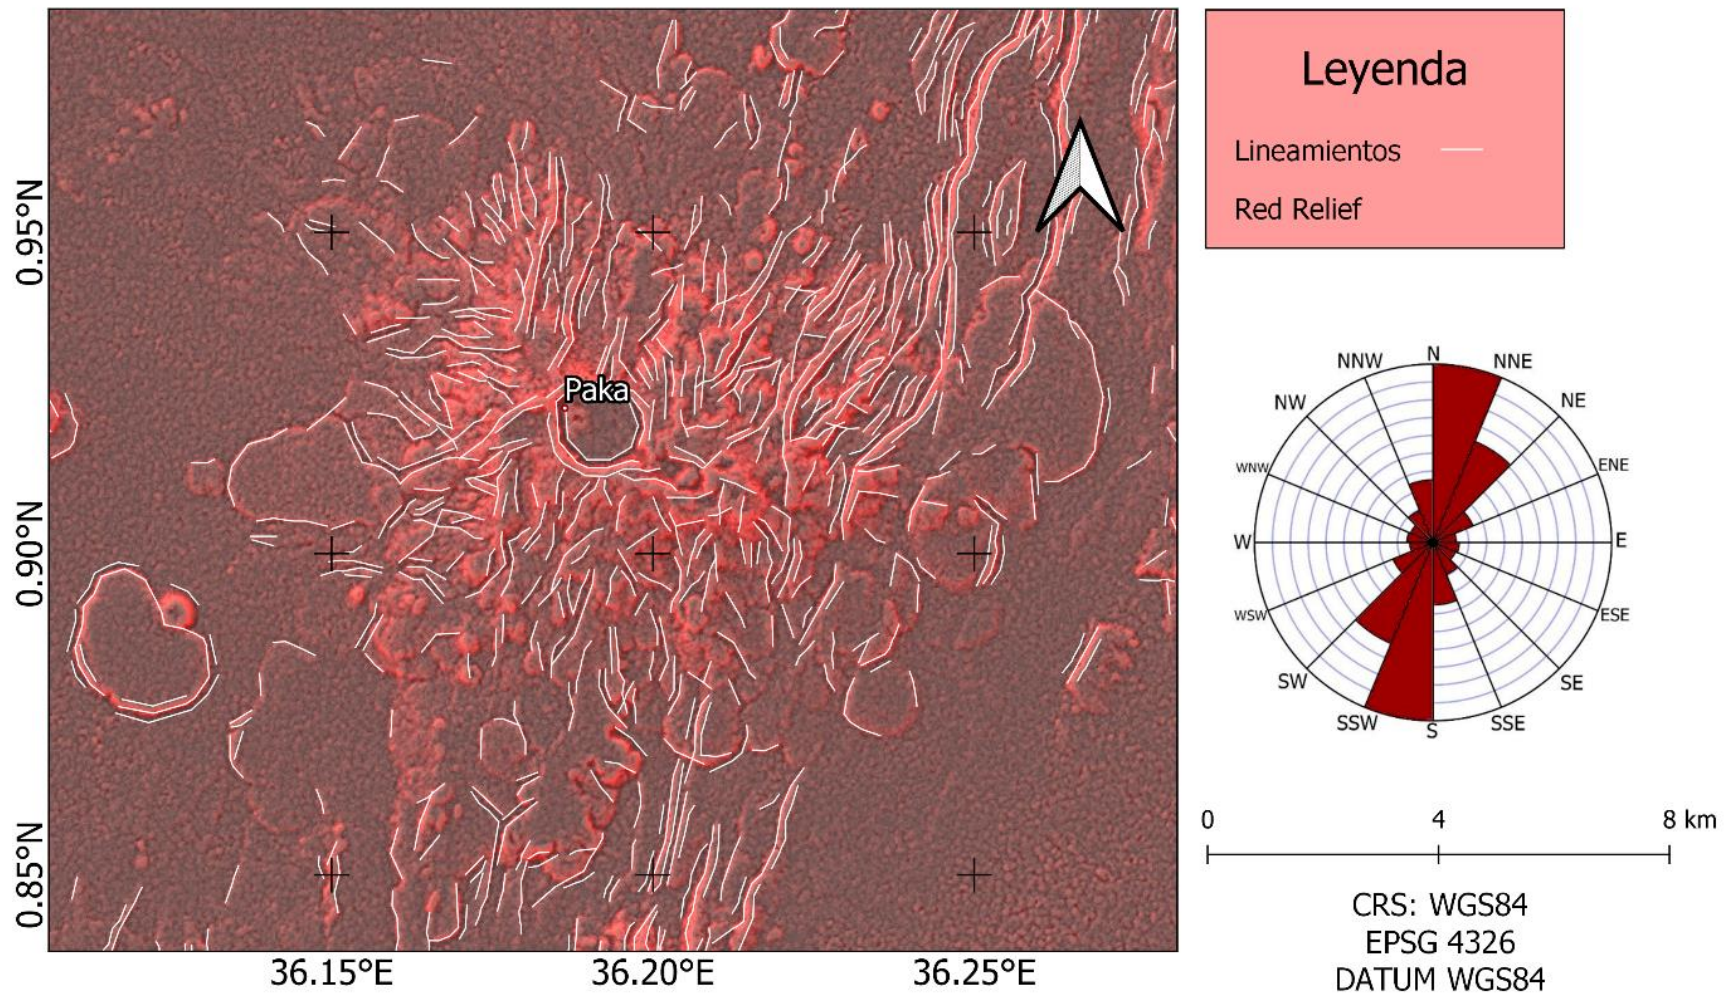 Leyenda
Lineamientos
Red Relief
Paka
0.95°N
0.90°N
0.85°N
36.15°E
36.20°E
36.25°E
N
NNE
NE
ENE
E
ESE
SE
SSE
S
SSW
SW
WSW
W
WNW
NW
NNW
0 4 8 km
CRS: WGS84
EPSG 4326
DATUM WGS84